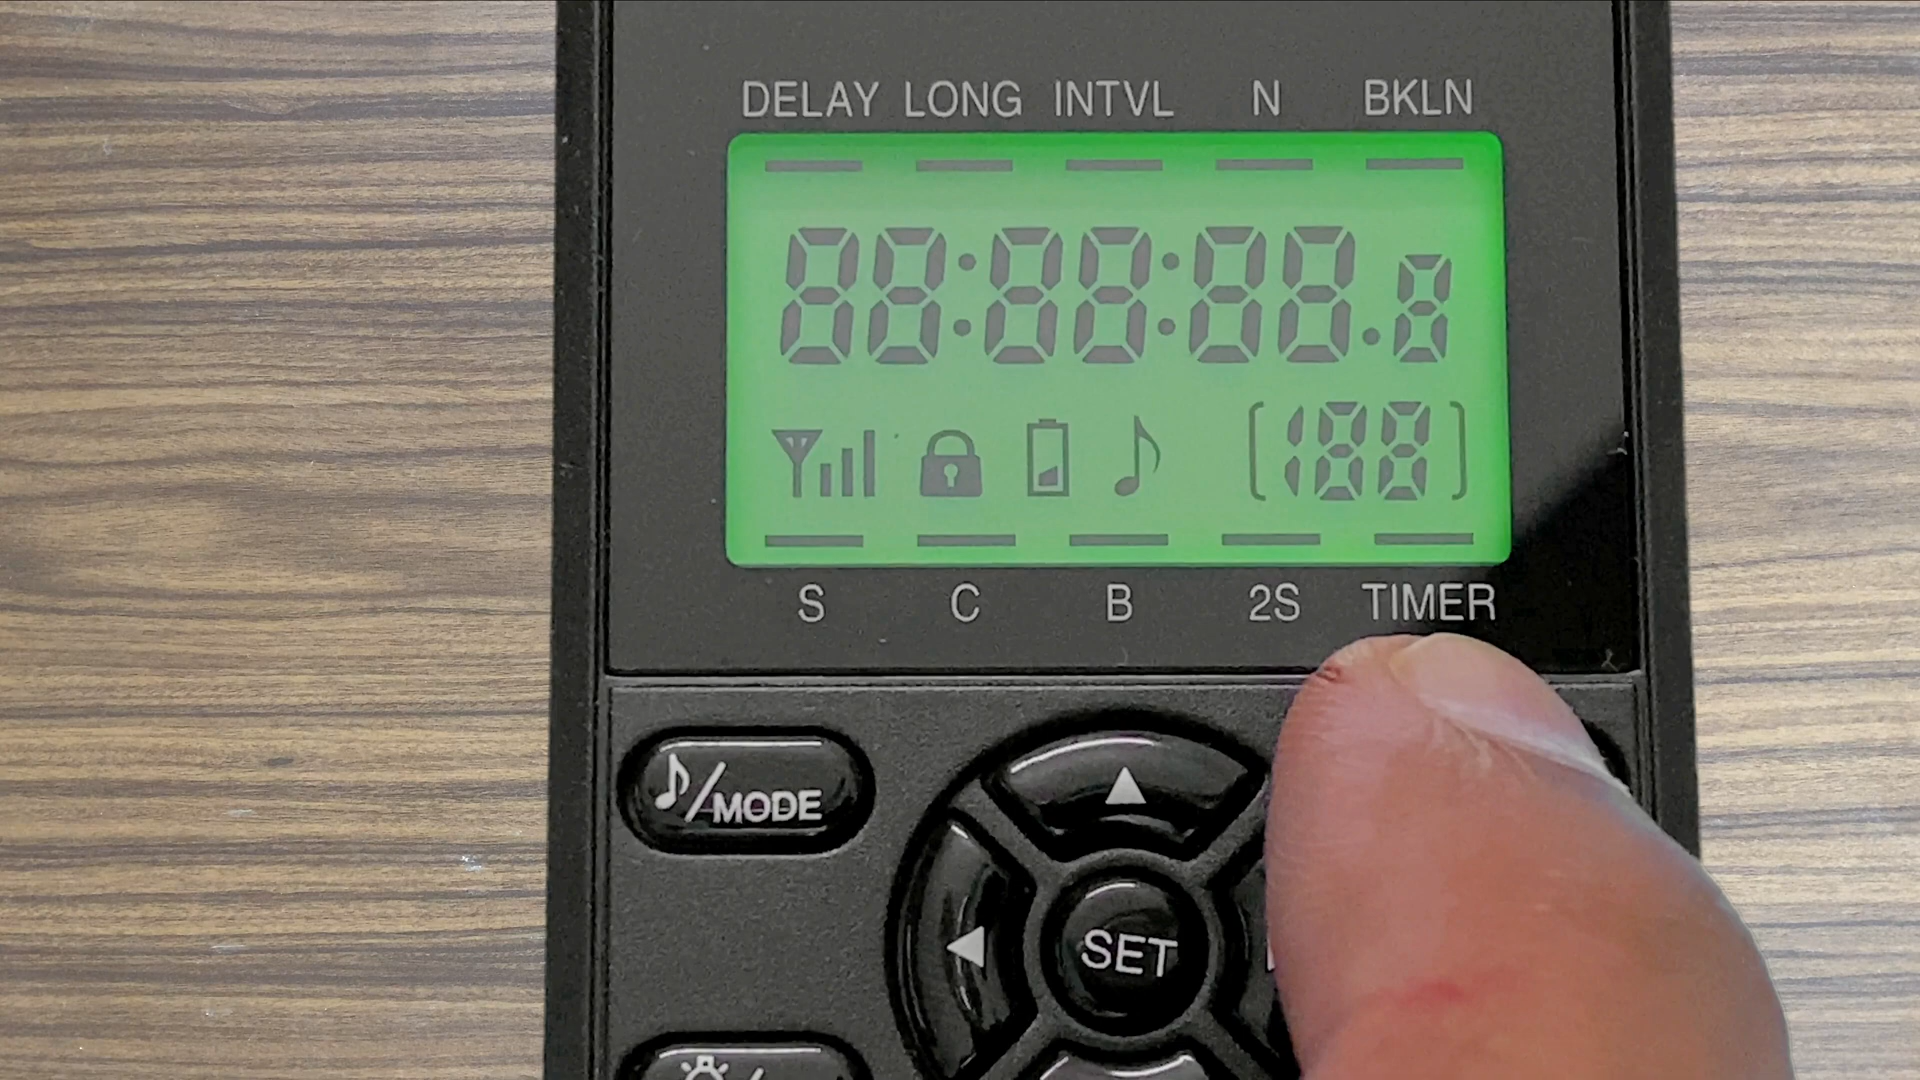 DELAY LONG INTVL N BKLN
88:88:88.8
[188]
S C B 2S TIMER
♪/MODE
SET